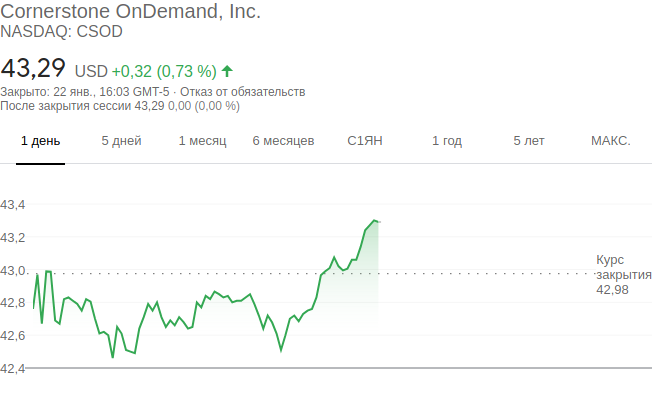 Cornerstone OnDemand, Inc.
NASDAQ: CSOD
43,29 USD +0,32 (0,73 %)
Закрыто: 22 янв., 16:03 GMT-5 · Отказ от обязательств
После закрытия сессии 43,29 0,00 (0,00 %)
1 день 5 дней 1 месяц 6 месяцев С1ЯН 1 год 5 лет МАКС.
43,4
43,2
43,0
42,8
42,6
42,4
Курс
закрытия
42,98